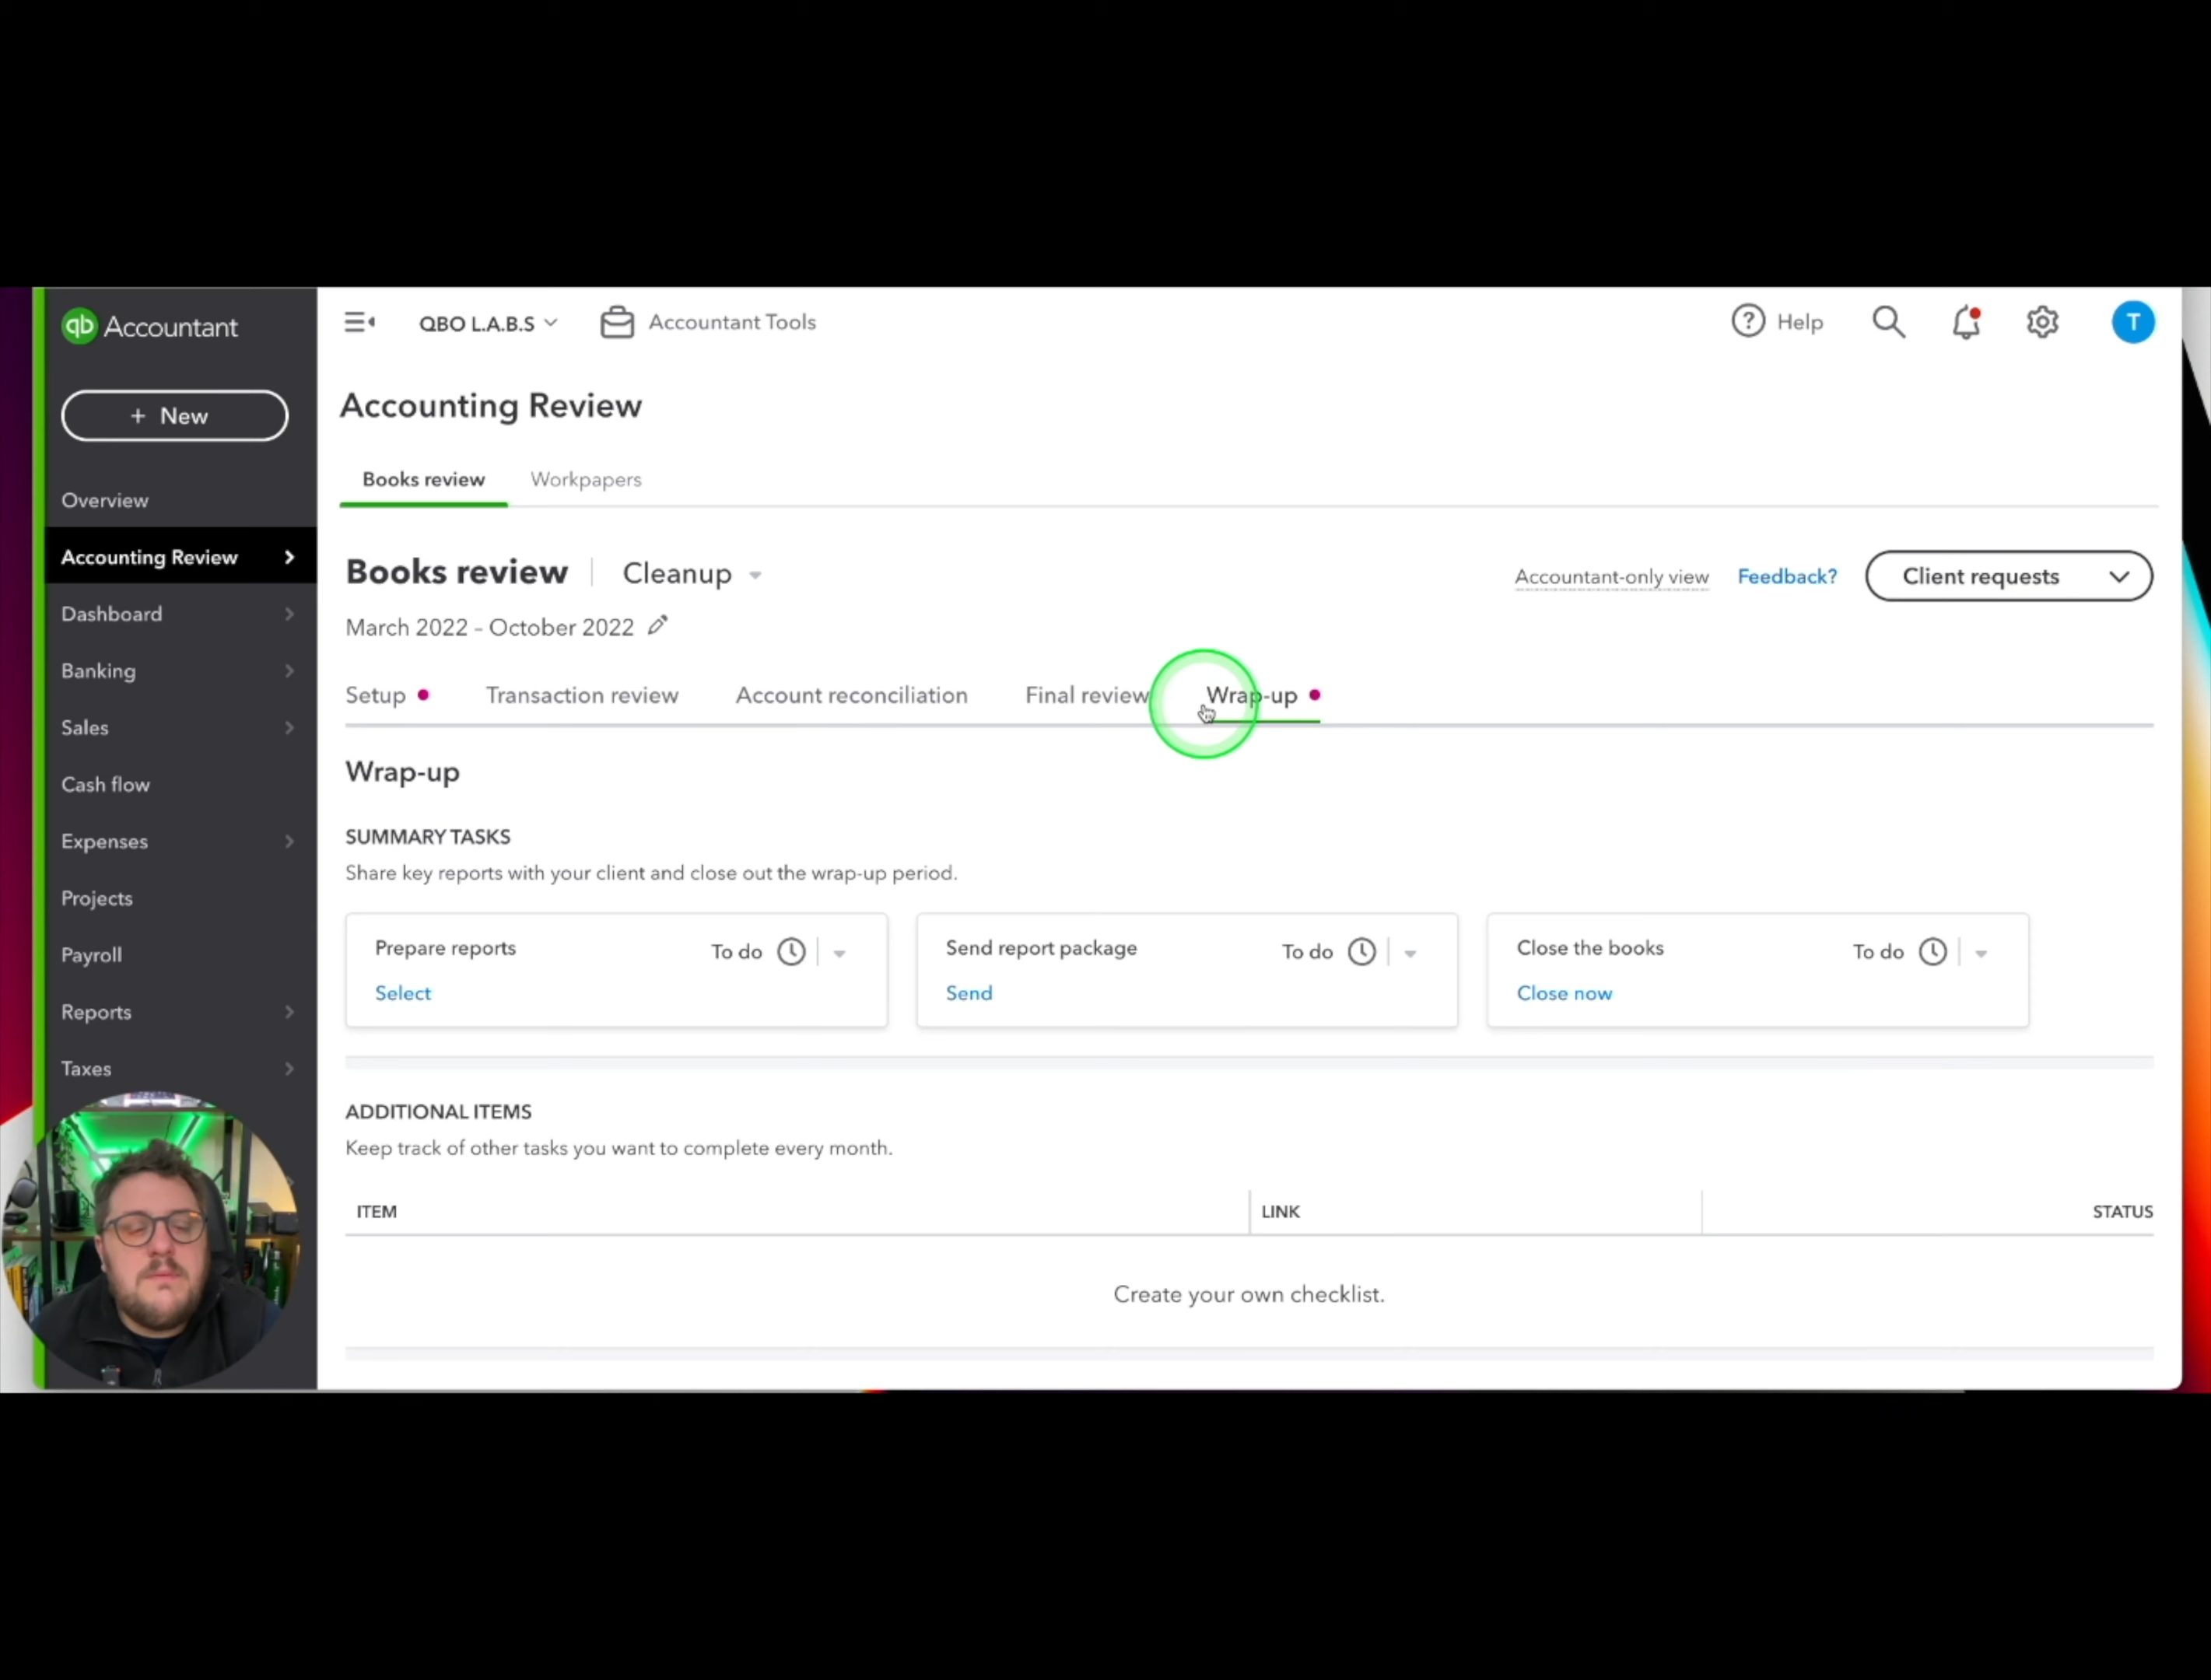 qb Accountant
QBO L.A.B.S
Accountant Tools
? Help
T
+ New
Accounting Review
Books review
Workpapers
Overview
Accounting Review
Dashboard
Banking
Sales
Cash flow
Expenses
Projects
Payroll
Reports
Taxes
Books review
Cleanup
Accountant-only view
Feedback?
Client requests
March 2022 – October 2022
Setup
Transaction review
Account reconciliation
Final review
Wrap-up
Wrap-up
SUMMARY TASKS
Share key reports with your client and close out the wrap-up period.
Prepare reports
To do
Select
Send report package
To do
Send
Close the books
To do
Close now
ADDITIONAL ITEMS
Keep track of other tasks you want to complete every month.
ITEM
LINK
STATUS
Create your own checklist.